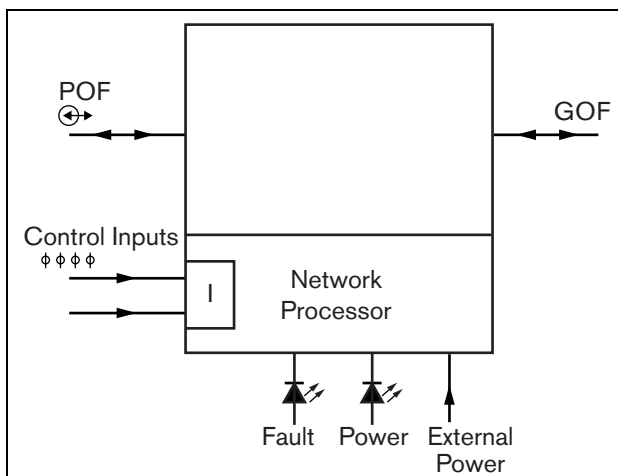 POF
GOF
Control Inputs
I
Network
Processor
Fault
Power
External
Power